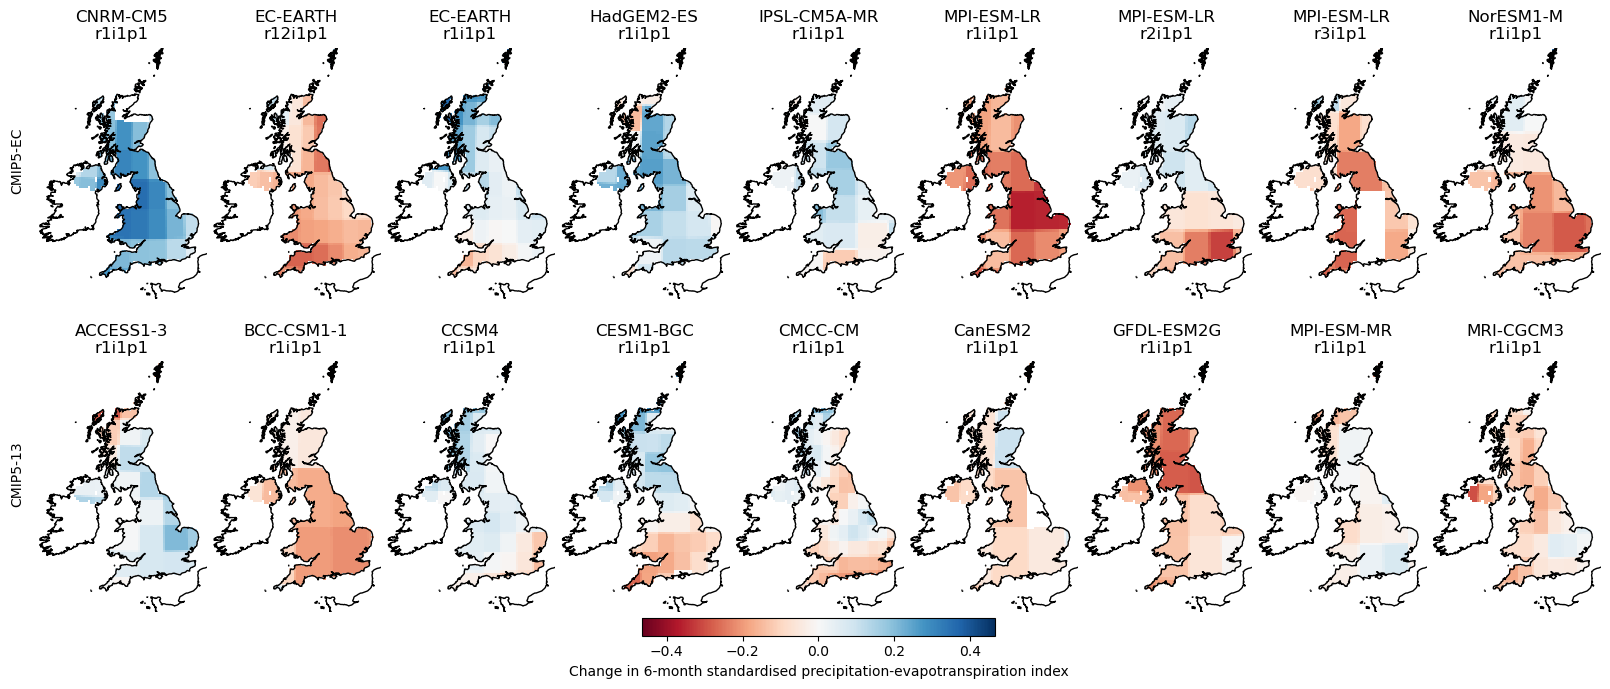 CNRM-CM5
r1i1p1
EC-EARTH
r12i1p1
EC-EARTH
r1i1p1
HadGEM2-ES
r1i1p1
IPSL-CM5A-MR
r1i1p1
MPI-ESM-LR
r1i1p1
MPI-ESM-LR
r2i1p1
MPI-ESM-LR
r3i1p1
NorESM1-M
r1i1p1
CMIP5-EC
ACCESS1-3
r1i1p1
BCC-CSM1-1
r1i1p1
CCSM4
r1i1p1
CESM1-BGC
r1i1p1
CMCC-CM
r1i1p1
CanESM2
r1i1p1
GFDL-ESM2G
r1i1p1
MPI-ESM-MR
r1i1p1
MRI-CGCM3
r1i1p1
CMIP5-13
−0.4 −0.2 0.0 0.2 0.4
Change in 6-month standardised precipitation-evapotranspiration index